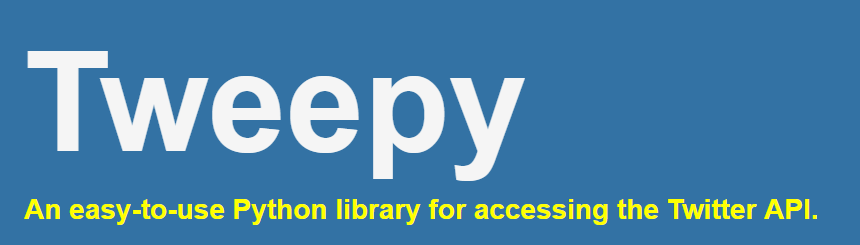 Tweepy
An easy-to-use Python library for accessing the Twitter API.